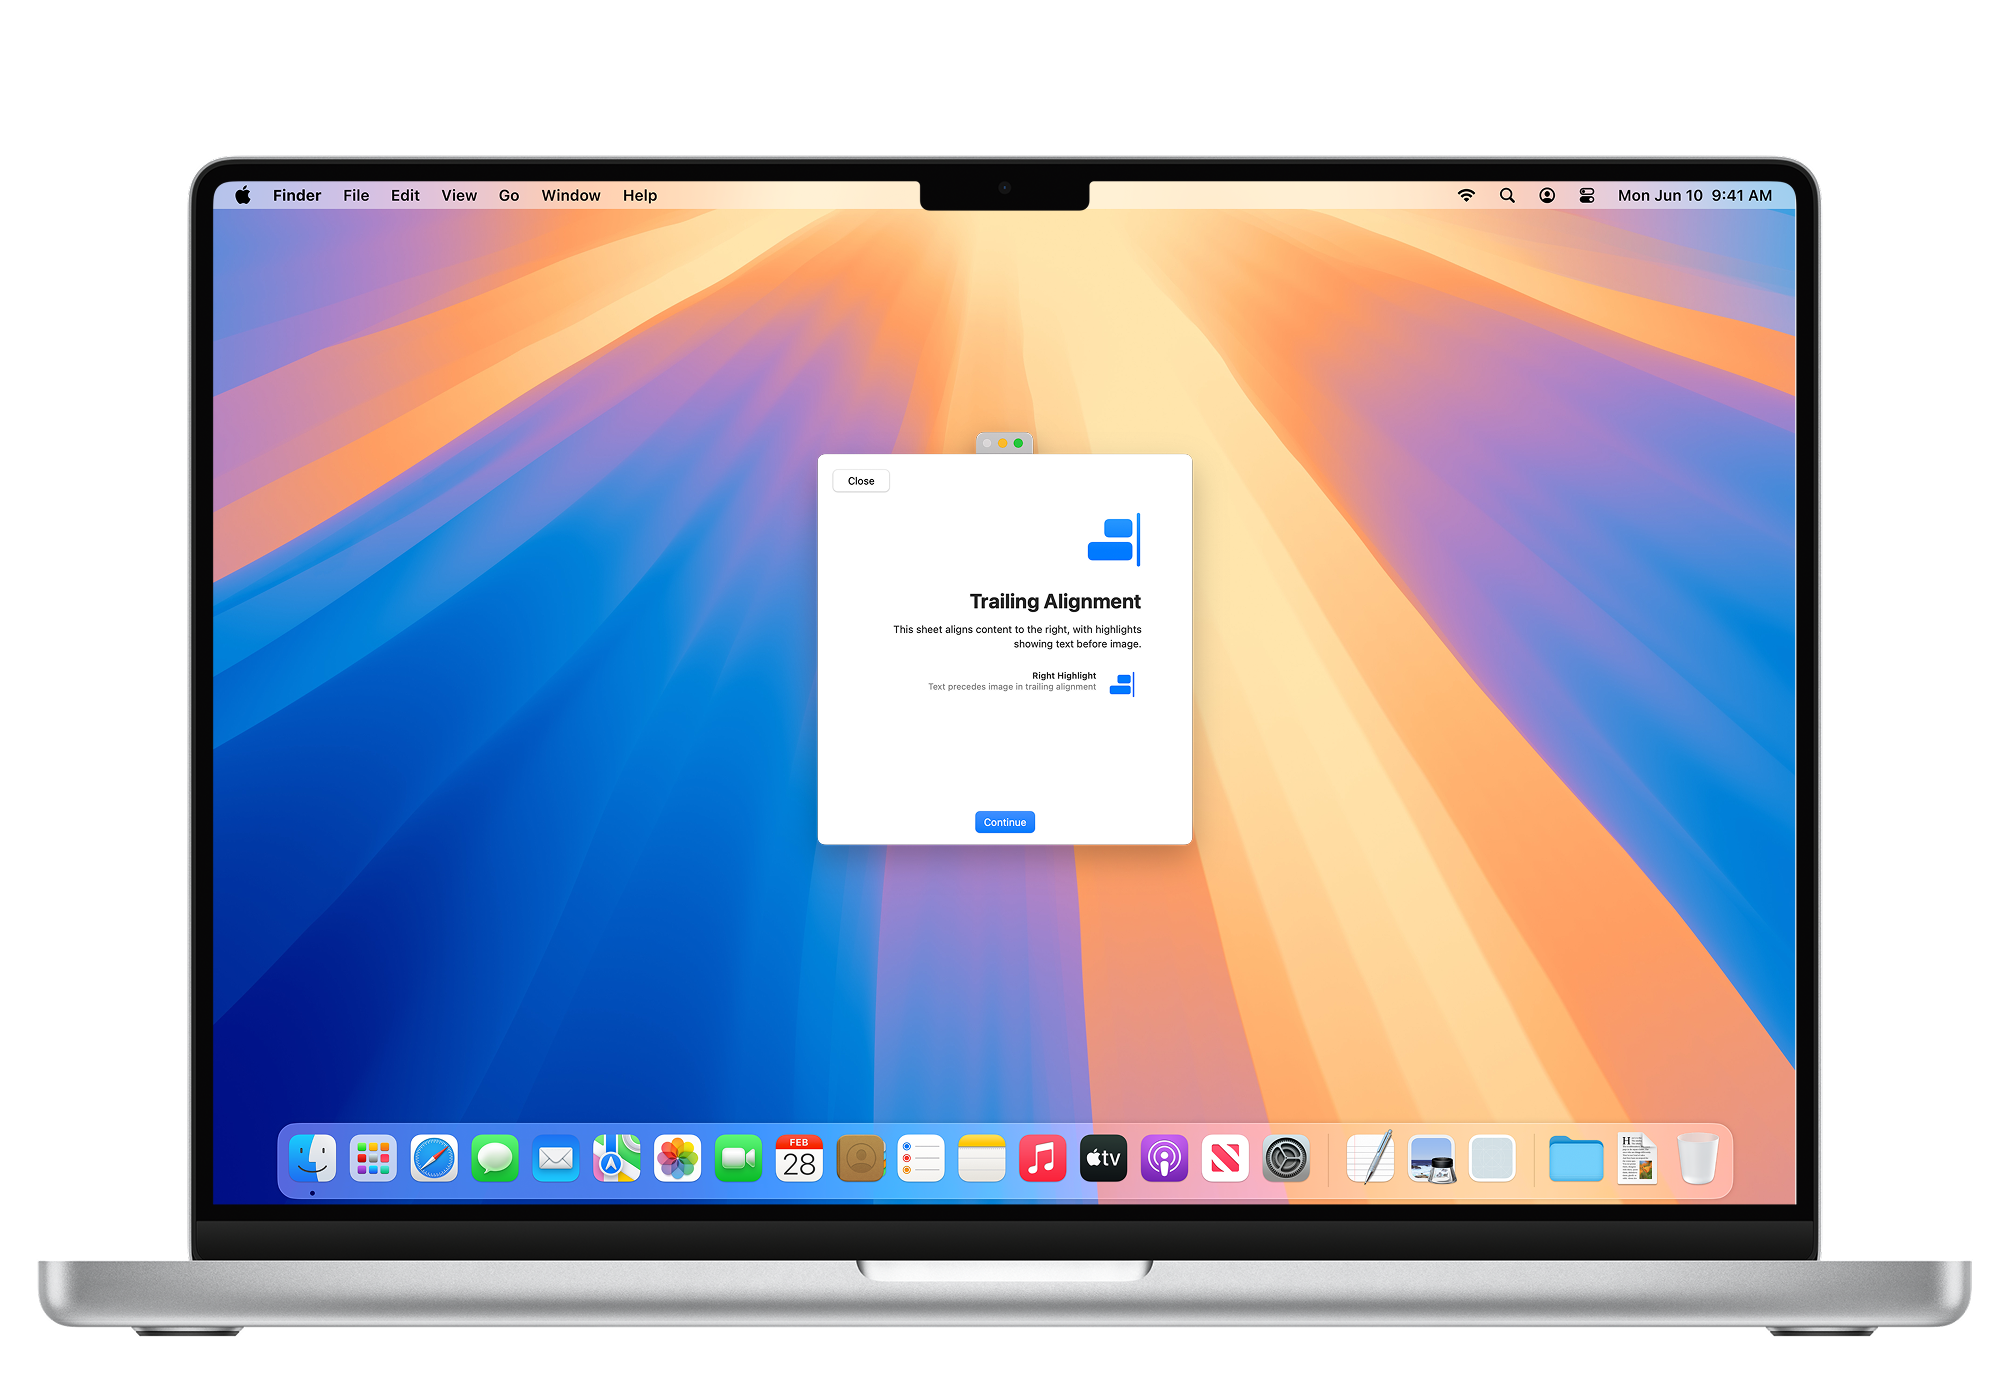 Finder File Edit View Go Window Help Mon Jun 10 9:41 AM
Close
Trailing Alignment
This sheet aligns content to the right, with highlights
showing text before image.
Right Highlight
Text precedes image in trailing alignment
Continue
FEB
28
tv